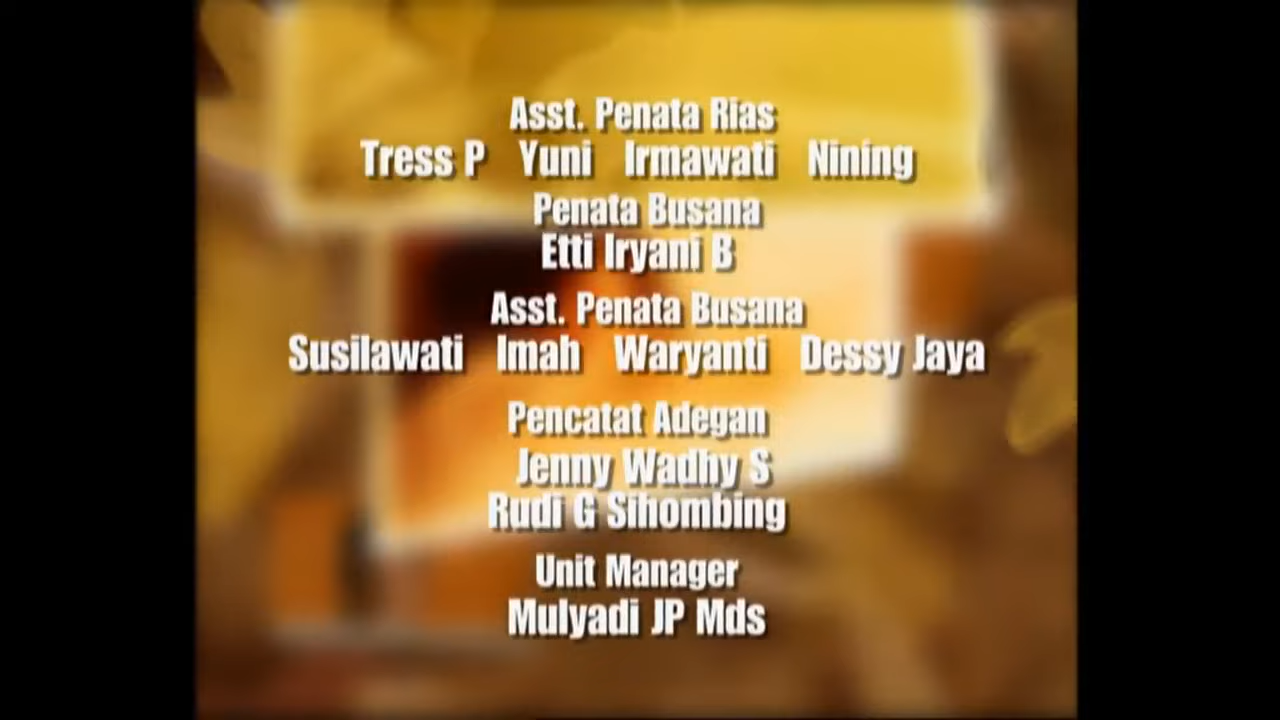 Asst. Penata Rias
Tress P Yuni Irmawati Nining
Penata Busana
Etti Iryani B
Asst. Penata Busana
Susilawati Imah Waryanti Dessy Jaya
Pencatat Adegan
Jenny Wadhy S
Rudi G Sihombing
Unit Manager
Mulyadi JP Mds